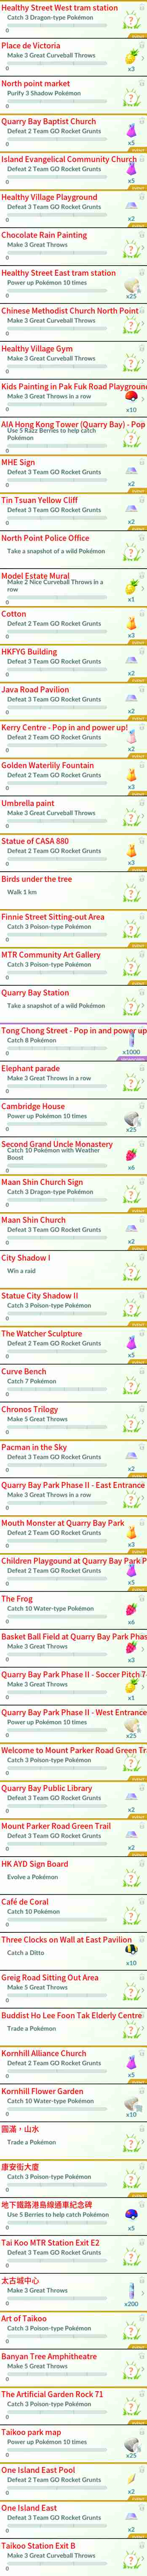 Healthy Street West tram station
Catch 3 Dragon-type Pokémon
0
Place de Victoria
Make 3 Great Curveball Throws
0
x3
North point market
Purify 3 Shadow Pokémon
0
Quarry Bay Baptist Church
Defeat 2 Team GO Rocket Grunts
0
x5
Island Evangelical Community Church
Defeat 2 Team GO Rocket Grunts
0
x5
Healthy Village Playground
Defeat 3 Team GO Rocket Grunts
0
x2
Chocolate Rain Painting
Make 3 Great Throws
0
Healthy Street East tram station
Power up Pokémon 10 times
0
x25
Chinese Methodist Church North Point
Make 3 Great Curveball Throws
0
Healthy Village Gym
Make 3 Great Curveball Throws
0
Kids Painting in Pak Fuk Road Playground
Make 3 Great Throws in a row
0
x10
AIA Hong Kong Tower (Quarry Bay) - Pop
Use 5 Razz Berries to help catch
Pokémon
0
MHE Sign
Defeat 3 Team GO Rocket Grunts
0
x2
Tin Tsuan Yellow Cliff
Defeat 3 Team GO Rocket Grunts
0
x2
North Point Police Office
Take a snapshot of a wild Pokémon
Model Estate Mural
Make 2 Nice Curveball Throws in a
row
0
x1
Cotton
Defeat 2 Team GO Rocket Grunts
0
x3
HKFYG Building
Defeat 3 Team GO Rocket Grunts
0
x2
Java Road Pavilion
Defeat 3 Team GO Rocket Grunts
0
x2
Kerry Centre - Pop in and power up!
Defeat 2 Team GO Rocket Grunts
0
x2
Golden Waterlily Fountain
Defeat 2 Team GO Rocket Grunts
0
x3
Umbrella paint
Make 3 Great Curveball Throws
0
Statue of CASA 880
Defeat 2 Team GO Rocket Grunts
0
x3
Birds under the tree
Walk 1 km
Finnie Street Sitting-out Area
Catch 3 Poison-type Pokémon
0
MTR Community Art Gallery
Catch 3 Poison-type Pokémon
0
Quarry Bay Station
Take a snapshot of a wild Pokémon
Tong Chong Street - Pop in and power up
Catch 8 Pokémon
0
x1000
Elephant parade
Make 3 Great Throws in a row
0
Cambridge House
Power up Pokémon 10 times
0
x25
Second Grand Uncle Monastery
Catch 10 Pokémon with Weather
Boost
0
x6
Maan Shin Church Sign
Catch 3 Dragon-type Pokémon
0
Maan Shin Church
Defeat 3 Team GO Rocket Grunts
0
x2
City Shadow I
Win a raid
Statue City Shadow II
Catch 3 Poison-type Pokémon
0
The Watcher Sculpture
Defeat 2 Team GO Rocket Grunts
0
x5
Curve Bench
Catch 7 Pokémon
0
Chronos Trilogy
Make 5 Great Throws
0
Pacman in the Sky
Defeat 3 Team GO Rocket Grunts
0
x2
Quarry Bay Park Phase II - East Entrance
Make 3 Great Throws in a row
0
Mouth Monster at Quarry Bay Park
Defeat 2 Team GO Rocket Grunts
0
x3
Children Playgound at Quarry Bay Park P
Defeat 2 Team GO Rocket Grunts
0
x5
The Frog
Catch 10 Water-type Pokémon
0
x6
Basket Ball Field at Quarry Bay Park Phas
Make 3 Great Throws
0
x3
Quarry Bay Park Phase II - Soccer Pitch 7-
Make 3 Great Throws
0
x1
Quarry Bay Park Phase II - West Entrance
Power up Pokémon 10 times
0
x25
Welcome to Mount Parker Road Green Tr
Catch 3 Poison-type Pokémon
0
Quarry Bay Public Library
Defeat 3 Team GO Rocket Grunts
0
x2
Mount Parker Road Green Trail
Defeat 3 Team GO Rocket Grunts
0
x2
HK AYD Sign Board
Evolve a Pokémon
Café de Coral
Catch 10 Pokémon
0
Three Clocks on Wall at East Pavilion
Catch a Ditto
x10
Greig Road Sitting Out Area
Make 5 Great Throws
0
Buddist Ho Lee Foon Tak Elderly Centre
Trade a Pokémon
Kornhill Alliance Church
Defeat 2 Team GO Rocket Grunts
0
x5
Kornhill Flower Garden
Catch 10 Water-type Pokémon
0
x10
圓滿，山水
Trade a Pokémon
康安街大廈
Catch 3 Poison-type Pokémon
0
地下鐵路港島線通車紀念碑
Use 5 Berries to help catch Pokémon
0
x5
Tai Koo MTR Station Exit E2
Defeat 3 Team GO Rocket Grunts
0
太古城中心
Make 3 Great Throws
0
x200
Art of Taikoo
Catch 3 Poison-type Pokémon
0
Banyan Tree Amphitheatre
Make 5 Great Throws
0
The Artificial Garden Rock 71
Catch 3 Poison-type Pokémon
0
Taikoo park map
Power up Pokémon 10 times
0
x25
One Island East Pool
Defeat 2 Team GO Rocket Grunts
0
x2
One Island East
Defeat 3 Team GO Rocket Grunts
0
x2
Taikoo Station Exit B
Make 3 Great Curveball Throws
0